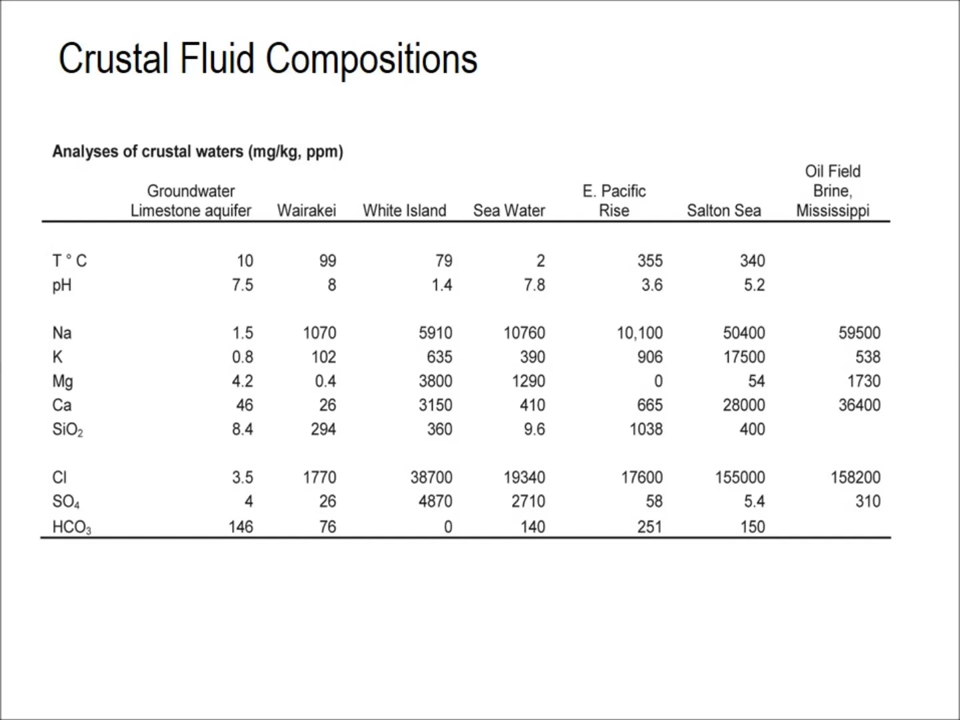 Crustal Fluid Compositions
Analyses of crustal waters (mg/kg, ppm)
Groundwater Limestone aquifer Wairakei White Island Sea Water E. Pacific Rise Salton Sea Oil Field Brine, Mississippi
T ° C 10 99 79 2 355 340
pH 7.5 8 1.4 7.8 3.6 5.2
Na 1.5 1070 5910 10760 10,100 50400 59500
K 0.8 102 635 390 906 17500 538
Mg 4.2 0.4 3800 1290 0 54 1730
Ca 46 26 3150 410 665 28000 36400
SiO₂ 8.4 294 360 9.6 1038 400
Cl 3.5 1770 38700 19340 17600 155000 158200
SO₄ 4 26 4870 2710 58 5.4 310
HCO₃ 146 76 0 140 251 150